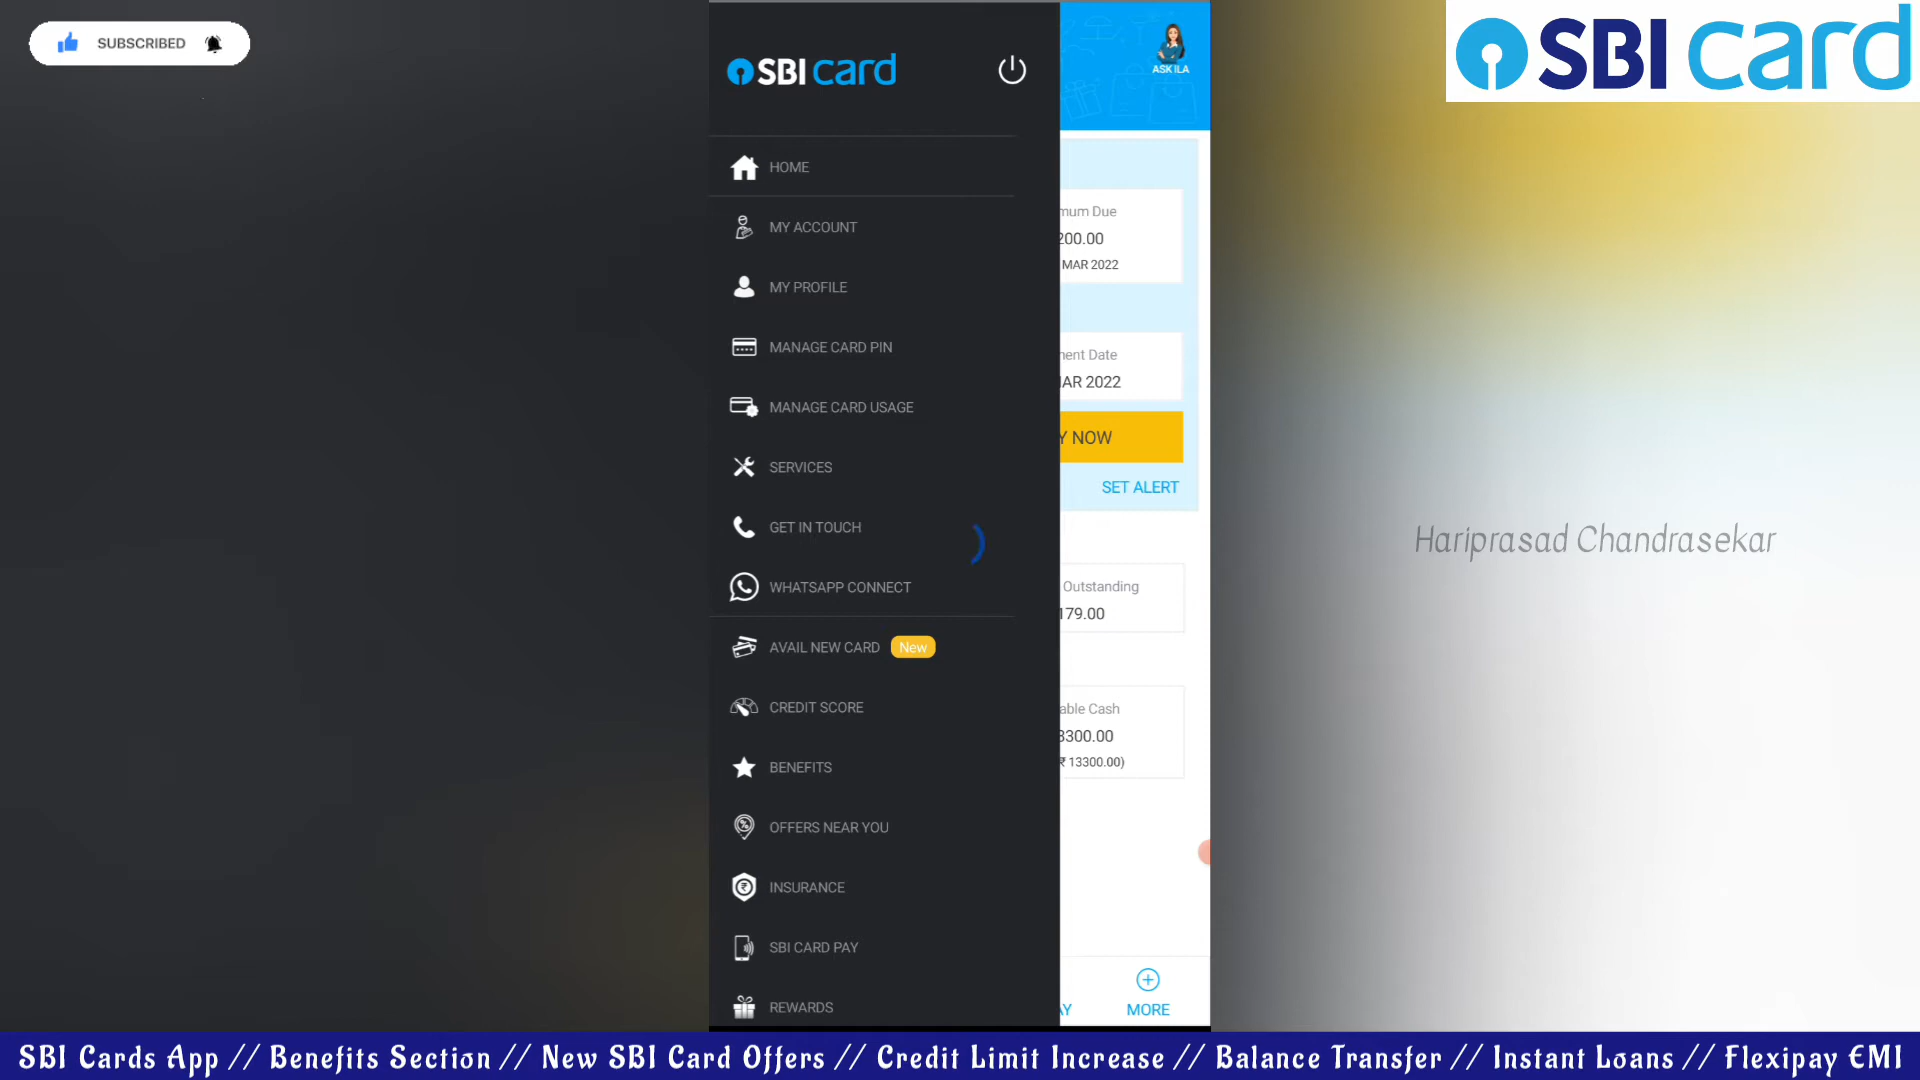 SUBSCRIBED
SBI card
SBI card
ASK ILA
HOME
MY ACCOUNT
MY PROFILE
MANAGE CARD PIN
MANAGE CARD USAGE
SERVICES
GET IN TOUCH
WHATSAPP CONNECT
AVAIL NEW CARD New
CREDIT SCORE
BENEFITS
OFFERS NEAR YOU
INSURANCE
SBI CARD PAY
REWARDS
mum Due
200.00
MAR 2022
ment Date
AR 2022
Y NOW
SET ALERT
Outstanding
179.00
able Cash
3300.00
₹ 13300.00)
AY
MORE
Hariprasad Chandrasekar
SBI Cards App // Benefits Section // New SBI Card Offers // Credit Limit Increase // Balance Transfer // Instant Loans // Flexipay EMI